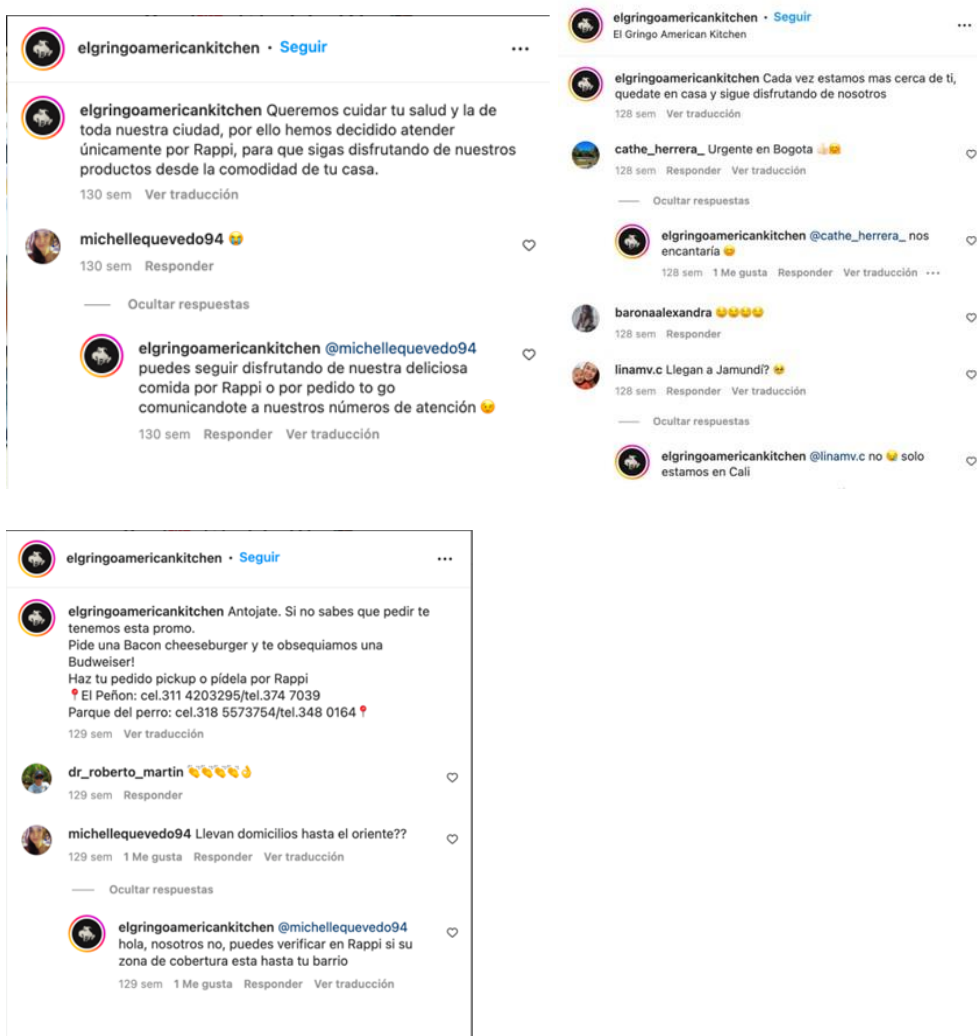 elgringoamericankitchen • Seguir
elgringoamericankitchen Queremos cuidar tu salud y la de
toda nuestra ciudad, por ello hemos decidido atender
únicamente por Rappi, para que sigas disfrutando de nuestros
productos desde la comodidad de tu casa.
130 sem Ver traducción
michellequevedo94 😭
130 sem Responder
Ocultar respuestas
elgringoamericankitchen @michellequevedo94
puedes seguir disfrutando de nuestra deliciosa
comida por Rappi o por pedido to go
comunicandote a nuestros números de atención 😉
130 sem Responder Ver traducción
elgringoamericankitchen • Seguir
El Gringo American Kitchen
elgringoamericankitchen Cada vez estamos mas cerca de ti,
quedate en casa y sigue disfrutando de nosotros
128 sem Ver traducción
cathe_herrera_ Urgente en Bogota 🙏🏻🤗
128 sem Responder Ver traducción
Ocultar respuestas
elgringoamericankitchen @cathe_herrera_ nos
encantaría 😊
128 sem 1 Me gusta Responder Ver traducción
baronaalexandra 🤤🤤🤤🤤
128 sem Responder
linamv.c Llegan a Jamundí? 🥺
128 sem Responder Ver traducción
Ocultar respuestas
elgringoamericankitchen @linamv.c no 😪 solo
estamos en Cali
elgringoamericankitchen • Seguir
elgringoamericankitchen Antojate. Si no sabes que pedir te
tenemos esta promo.
Pide una Bacon cheeseburger y te obsequiamos una
Budweiser!
Haz tu pedido pickup o pídela por Rappi
📍El Peñon: cel.311 4203295/tel.374 7039
Parque del perro: cel.318 5573754/tel.348 0164📍
129 sem Ver traducción
dr_roberto_martin 👏👏👏👏👌
129 sem Responder
michellequevedo94 Llevan domicilios hasta el oriente??
129 sem 1 Me gusta Responder Ver traducción
Ocultar respuestas
elgringoamericankitchen @michellequevedo94
hola, nosotros no, puedes verificar en Rappi si su
zona de cobertura esta hasta tu barrio
129 sem 1 Me gusta Responder Ver traducción